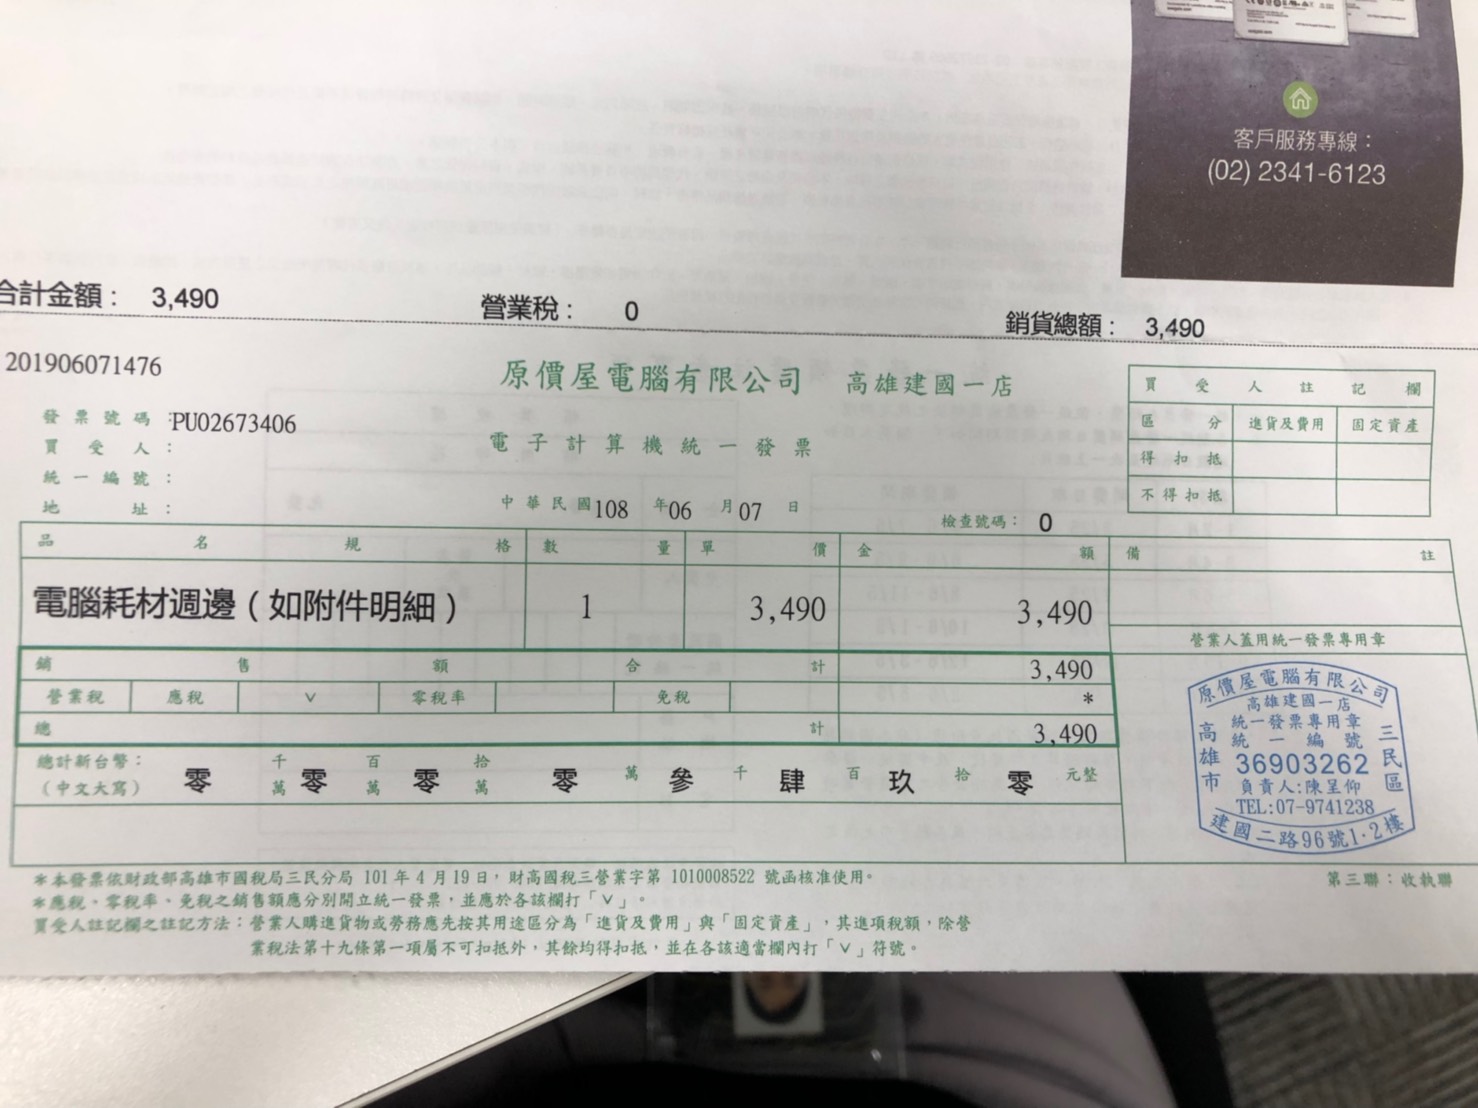 客戶服務專線：
(02) 2341-6123
合計金額： 3,490 營業稅： 0 銷貨總額： 3,490
201906071476
原價屋電腦有限公司 高雄建國一店
電子計算機統一發票
發票號碼：PU02673406
買受人：
統一編號：
地址：
中華民國108 年06 月07 日
檢查號碼： 0
買受人註記欄
區分 進貨及費用 固定資產
得扣抵
不得扣抵
品名規格 數量 單價 金額 備註
電腦耗材週邊（如附件明細） 1 3,490 3,490
營業人蓋用統一發票專用章
銷售額合計 3,490
營業稅 應稅 V 零稅率 免稅 *
總計 3,490
總計新台幣：
（中文大寫）
零 千萬 零 百萬 零 拾萬 零 萬 參 千 肆 百 玖 拾 零 元整
原價屋電腦有限公司
高雄建國一店
統一發票專用章
統一編號
36903262
負責人:陳呈仰
TEL:07-9741238
高雄市
三民區
建國二路96號1·2樓
*本發票依財政部高雄市國稅局三民分局 101 年 4 月 19 日，財高國稅三營業字第 1010008522 號函核准使用。
*應稅、零稅率、免稅之銷售額應分別開立統一發票，並應於各該欄打「V」。
買受人註記欄之註記方法：營業人購進貨物或勞務應先按其用途區分為「進貨及費用」與「固定資產」，其進項稅額，除營
業稅法第十九條第一項屬不可扣抵外，其餘均得扣抵，並在各該適當欄內打「V」符號。
第三聯：收執聯